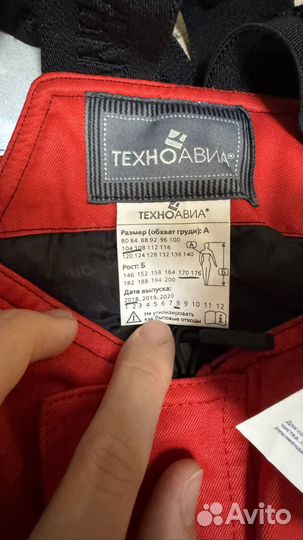 ТЕХНОАВИА®
ТЕХНОАВИА®
Размер (обхват груди): А
80 84 88 92 96 100
104 108 112 116
120 124 128 132 136 140
Рост: Б
146 152 158 164 170 176
182 188 194 200
Дата выпуска:
2018, 2019, 2020
1 2 3 4 5 6 7 8 9 10 11 12
Не утилизировать
как бытовые отходы
А
Б
Для
чистки
Avito